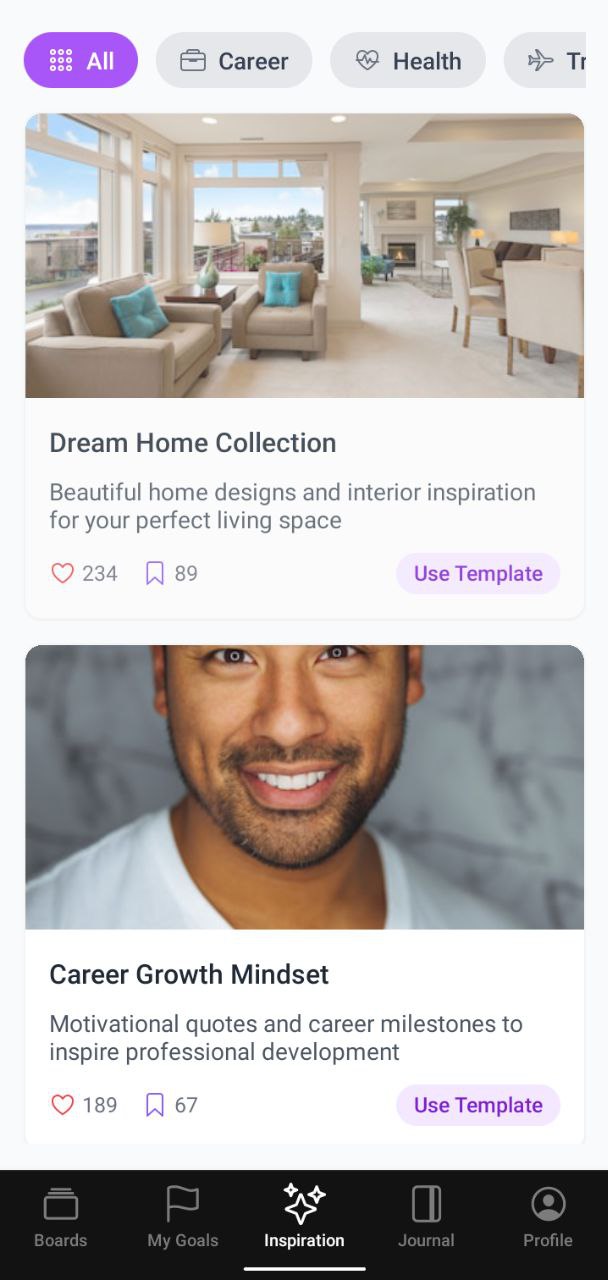 All
Career
Health
Dream Home Collection
Beautiful home designs and interior inspiration
for your perfect living space
234
89
Use Template
Career Growth Mindset
Motivational quotes and career milestones to
inspire professional development
189
67
Use Template
Boards
My Goals
Inspiration
Journal
Profile